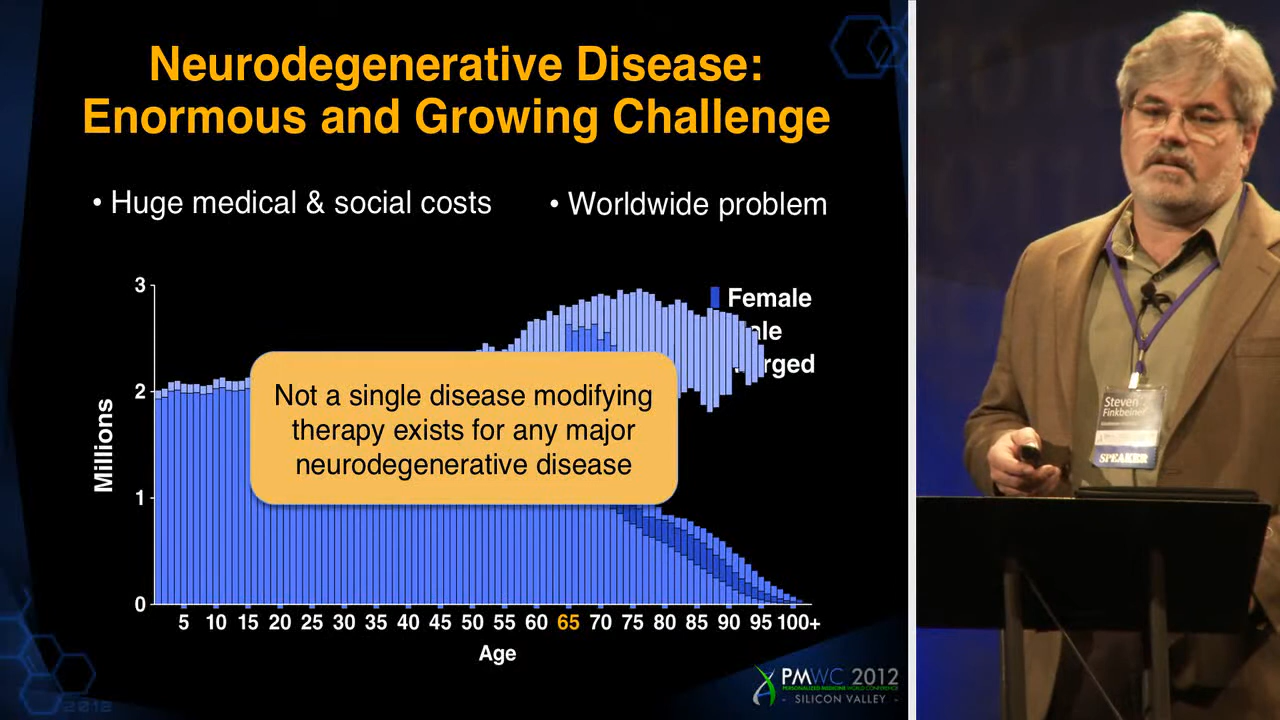 Neurodegenerative Disease:
Enormous and Growing Challenge
• Huge medical & social costs
• Worldwide problem
3
2
1
0
Millions
Female
ale
rged
Not a single disease modifying
therapy exists for any major
neurodegenerative disease
5 10 15 20 25 30 35 40 45 50 55 60 65 70 75 80 85 90 95 100+
Age
PMWC 2012
PERSONALIZED MEDICINE WORLD CONFERENCE
- SILICON VALLEY -
2012
Steven
Finkbeiner
SPEAKER